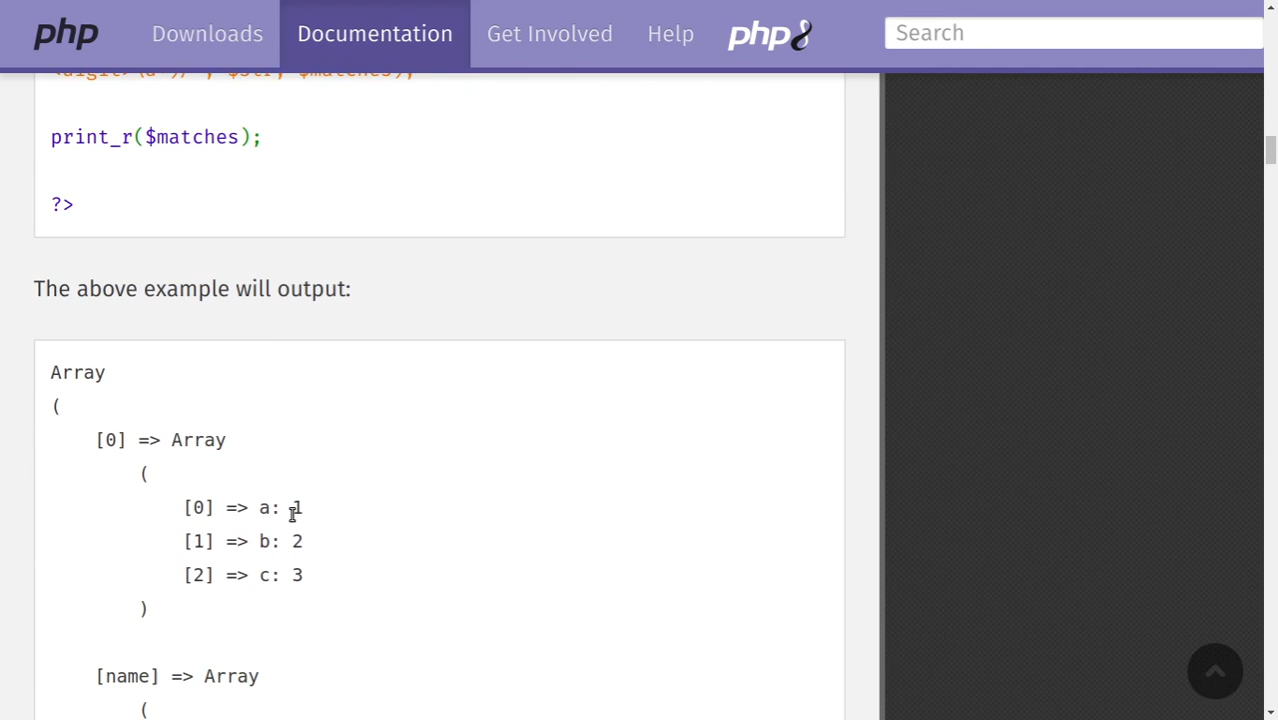 php Downloads Documentation Get Involved Help php8 Search
print_r($matches);
?>
The above example will output:
Array
(
    [0] => Array
        (
            [0] => a: 1
            [1] => b: 2
            [2] => c: 3
        )
    [name] => Array
        (